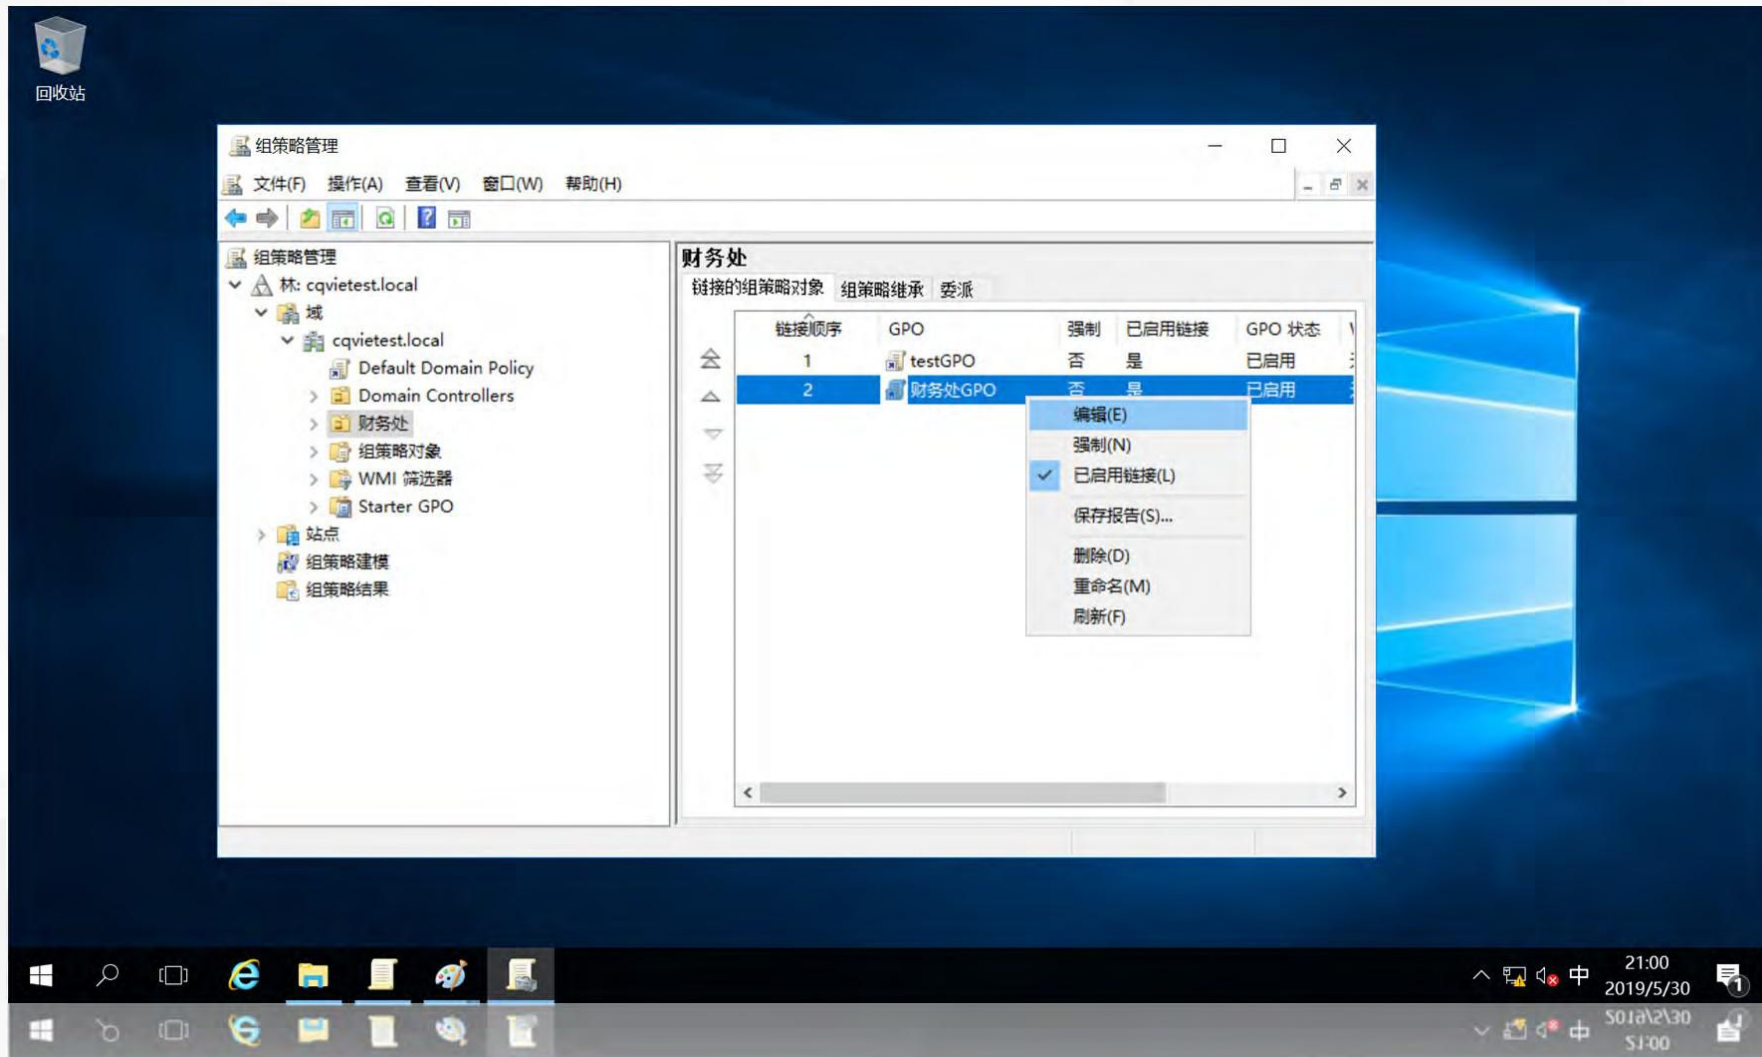 回收站
组策略管理
文件(F) 操作(A) 查看(V) 窗口(W) 帮助(H)
组策略管理
林: cqvietest.local
域
cqvietest.local
Default Domain Policy
Domain Controllers
财务处
组策略对象
WMI 筛选器
Starter GPO
站点
组策略建模
组策略结果
财务处
链接的组策略对象 组策略继承 委派
链接顺序 GPO 强制 已启用链接 GPO 状态
1 testGPO 否 是 已启用
2 财务处GPO 否 是 已启用
编辑(E)
强制(N)
已启用链接(L)
保存报告(S)...
删除(D)
重命名(M)
刷新(F)
中
21:00
2019/5/30
1